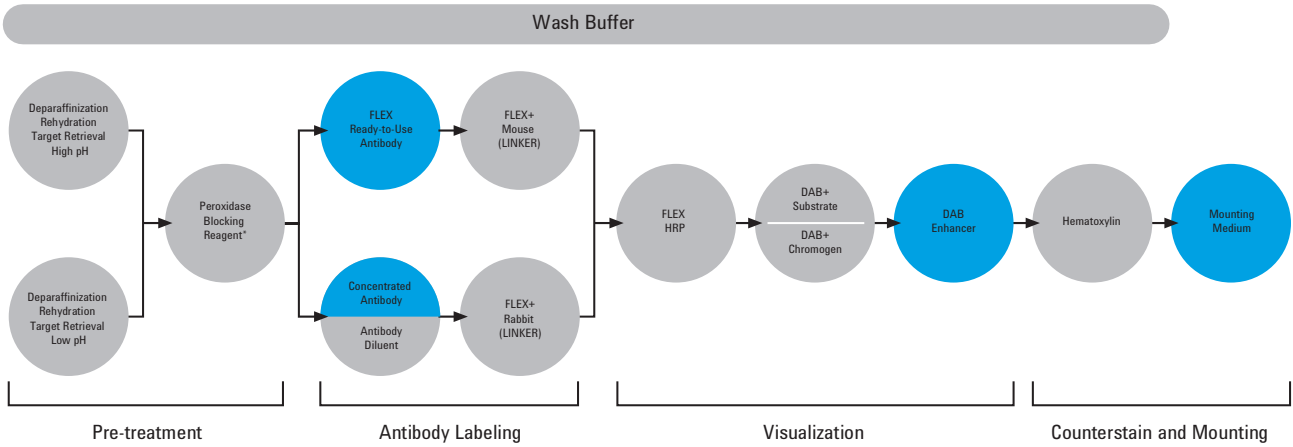 Wash Buffer
Deparaffinization
Rehydration
Target Retrieval
High pH
Deparaffinization
Rehydration
Target Retrieval
Low pH
Peroxidase
Blocking
Reagent*
FLEX
Ready-to-Use
Antibody
FLEX+
Mouse
(LINKER)
Concentrated
Antibody
Antibody
Diluent
FLEX+
Rabbit
(LINKER)
FLEX
HRP
DAB+
Substrate
DAB+
Chromogen
DAB
Enhancer
Hematoxylin
Mounting
Medium
Pre-treatment
Antibody Labeling
Visualization
Counterstain and Mounting